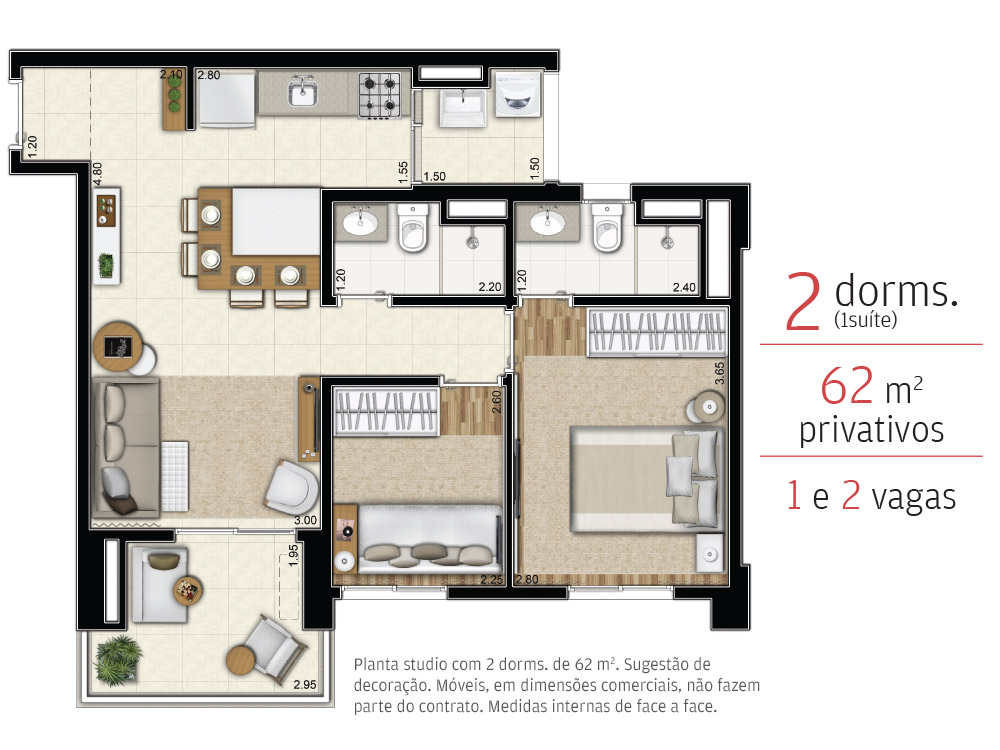 2.10
2.80
1.20
4.80
1.55
1.50
1.50
1.20
2.20
1.20
2.40
3.65
2.60
3.00
2.25
2.80
1.95
2.95
2 dorms.
(1suíte)
62 m²
privativos
1 e 2 vagas
Planta studio com 2 dorms. de 62 m². Sugestão de
decoração. Móveis, em dimensões comerciais, não fazem
parte do contrato. Medidas internas de face a face.